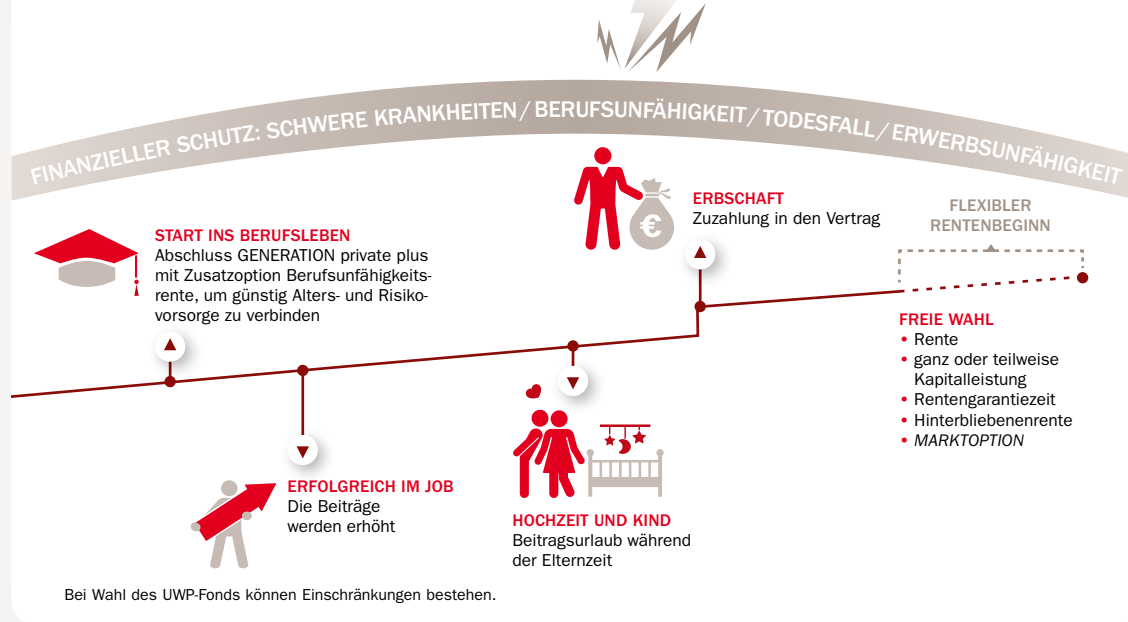 FINANZIELLER SCHUTZ: SCHWERE KRANKHEITEN / BERUFSUNFÄHIGKEIT / TODESFALL / ERWERBSUNFÄHIGKEIT
START INS BERUFSLEBEN
Abschluss GENERATION private plus
mit Zusatzoption Berufsunfähigkeits-
rente, um günstig Alters- und Risiko-
vorsorge zu verbinden
ERFOLGREICH IM JOB
Die Beiträge
werden erhöht
HOCHZEIT UND KIND
Beitragsurlaub während
der Elternzeit
€
ERBSCHAFT
Zuzahlung in den Vertrag
FLEXIBLER
RENTENBEGINN
FREIE WAHL
• Rente
• ganz oder teilweise
Kapitalleistung
• Rentengarantiezeit
• Hinterbliebenenrente
• MARKTOPTION
Bei Wahl des UWP-Fonds können Einschränkungen bestehen.